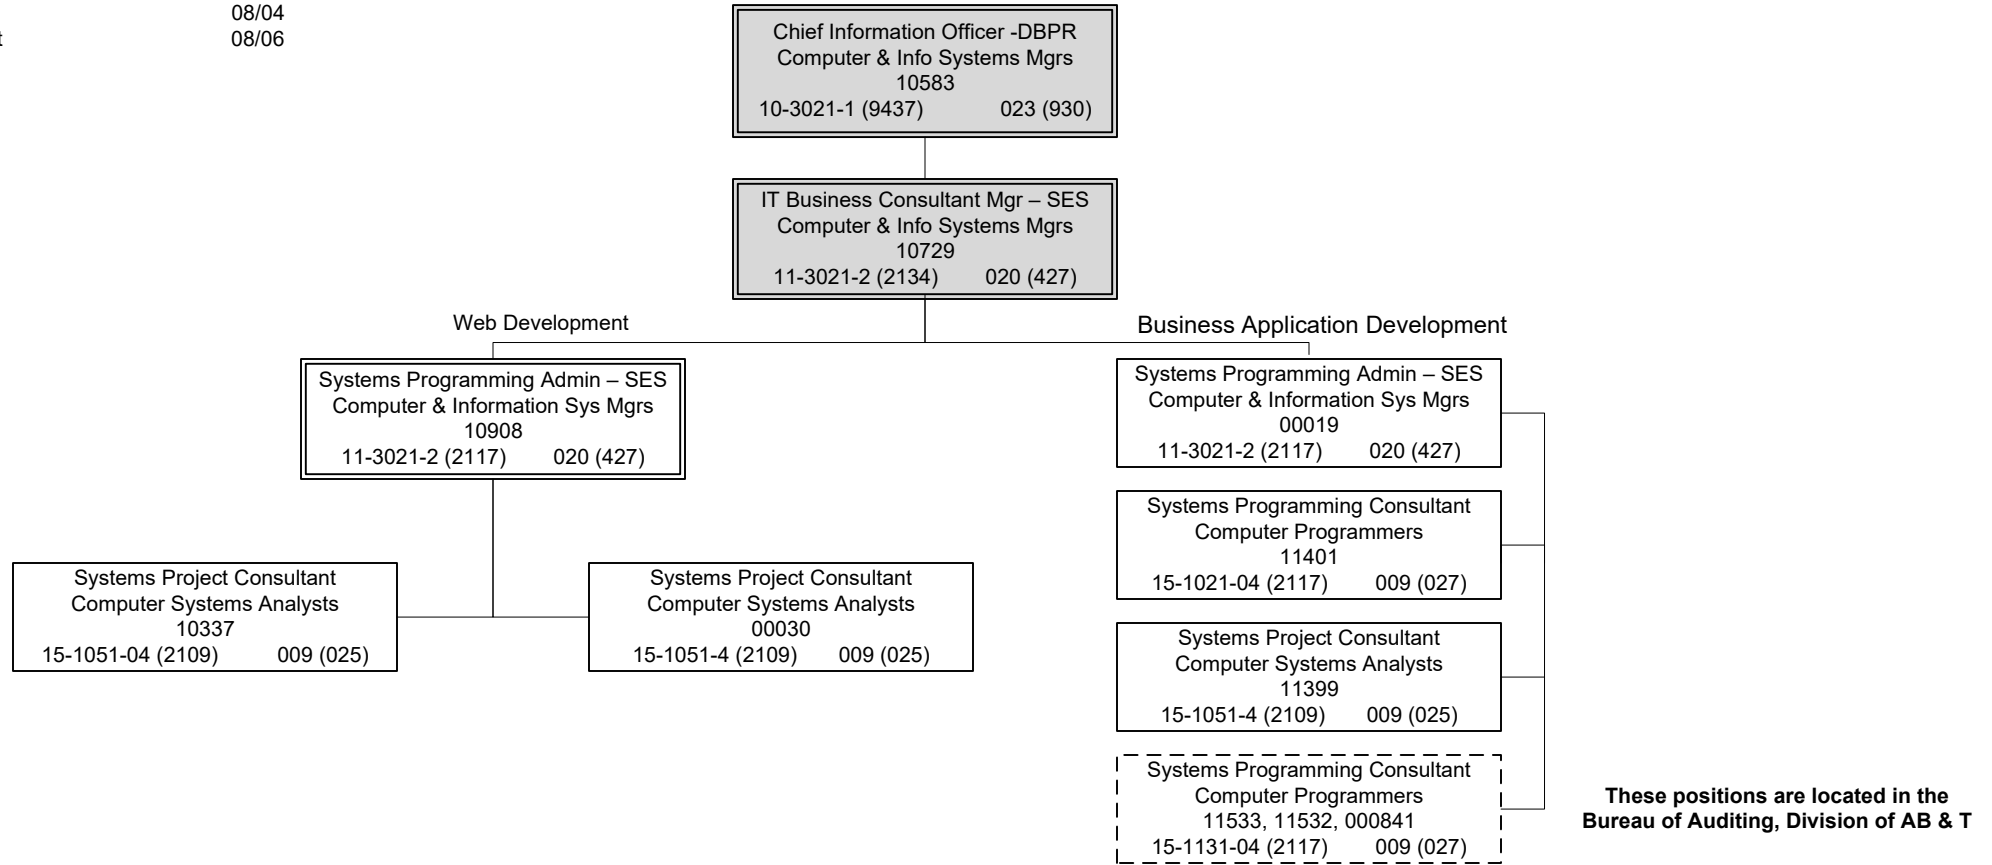 08/04
t 08/06
Chief Information Officer -DBPR
Computer & Info Systems Mgrs
10583
10-3021-1 (9437) 023 (930)
IT Business Consultant Mgr – SES
Computer & Info Systems Mgrs
10729
11-3021-2 (2134) 020 (427)
Web Development
Business Application Development
Systems Programming Admin – SES
Computer & Information Sys Mgrs
10908
11-3021-2 (2117) 020 (427)
Systems Project Consultant
Computer Systems Analysts
10337
15-1051-04 (2109) 009 (025)
Systems Project Consultant
Computer Systems Analysts
00030
15-1051-4 (2109) 009 (025)
Systems Programming Admin – SES
Computer & Information Sys Mgrs
00019
11-3021-2 (2117) 020 (427)
Systems Programming Consultant
Computer Programmers
11401
15-1021-04 (2117) 009 (027)
Systems Project Consultant
Computer Systems Analysts
11399
15-1051-4 (2109) 009 (025)
Systems Programming Consultant
Computer Programmers
11533, 11532, 000841
15-1131-04 (2117) 009 (027)
These positions are located in the
Bureau of Auditing, Division of AB & T